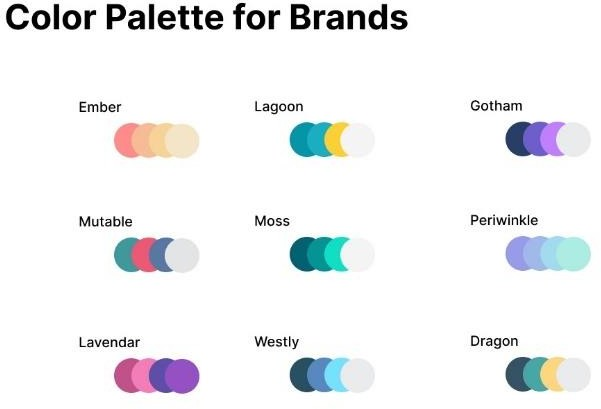 Color Palette for Brands
Ember
Lagoon
Gotham
Mutable
Moss
Periwinkle
Lavendar
Westly
Dragon